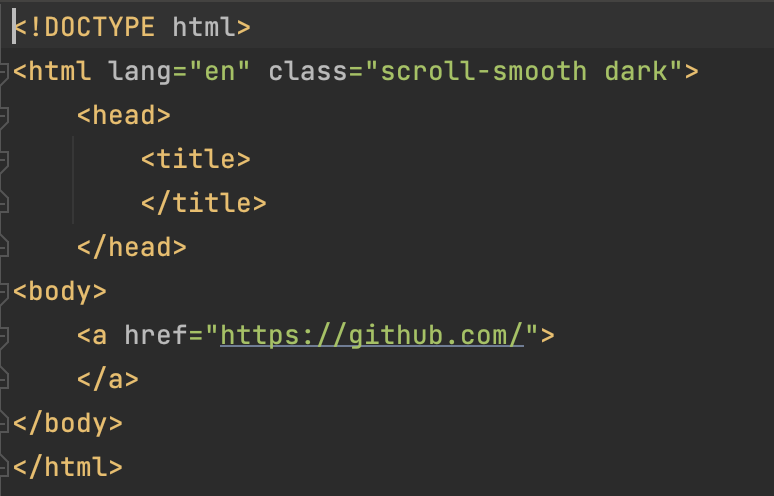 <!DOCTYPE html>
<html lang="en" class="scroll-smooth dark">
    <head>
        <title>
        </title>
    </head>
<body>
    <a href="https://github.com/">
    </a>
</body>
</html>